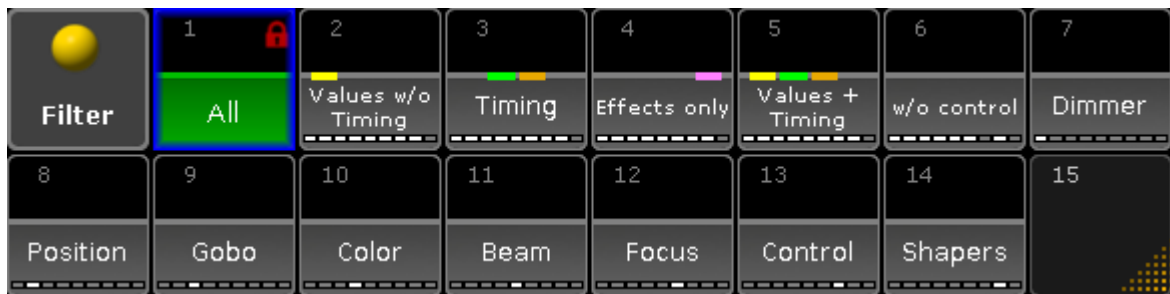 1 2 3 4 5 6 7
Filter All Values w/o Timing Timing Effects only Values + Timing w/o control Dimmer
8 9 10 11 12 13 14 15
Position Gobo Color Beam Focus Control Shapers